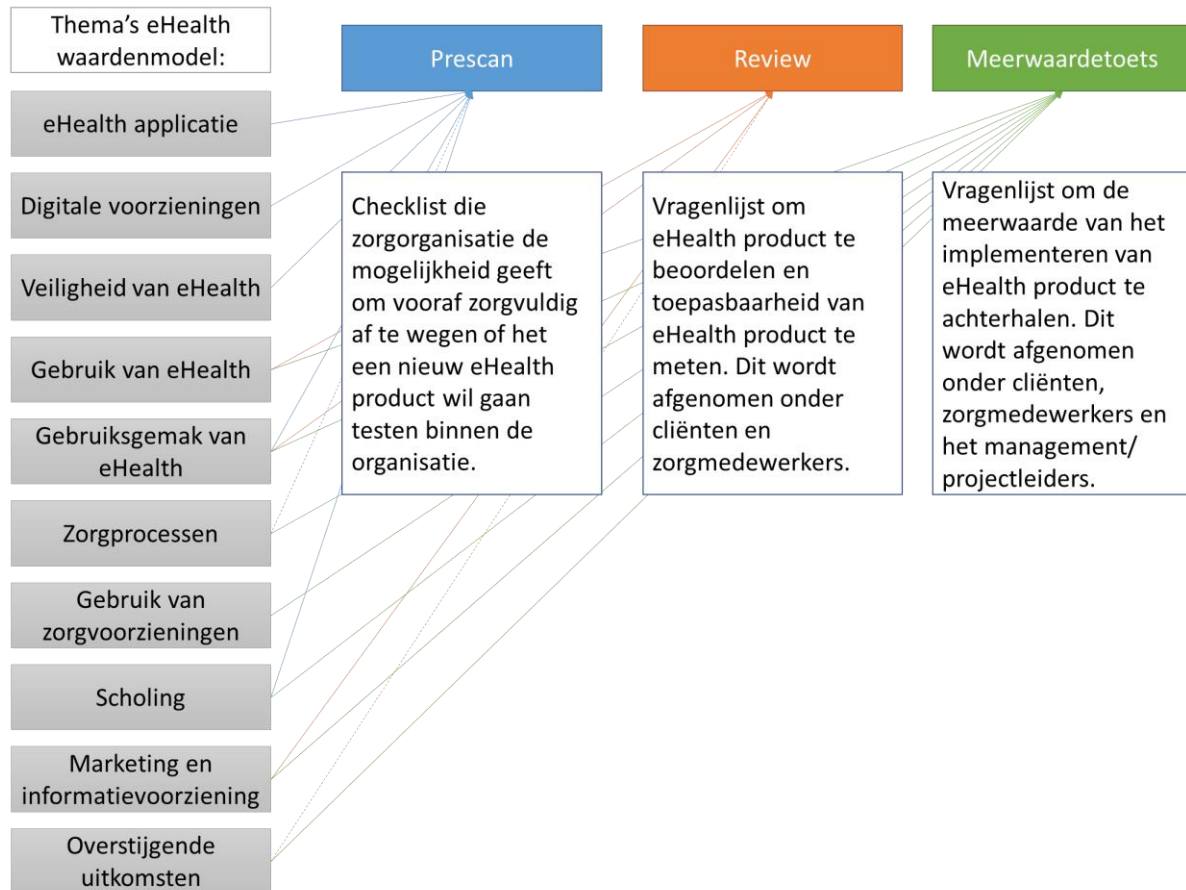 Thema's eHealth
waardenmodel:
eHealth applicatie
Digitale voorzieningen
Veiligheid van eHealth
Gebruik van eHealth
Gebruiksgemak van
eHealth
Zorgprocessen
Gebruik van
zorgvoorzieningen
Scholing
Marketing en
informatievoorziening
Overstijgende
uitkomsten
Prescan
Checklist die
zorgorganisatie de
mogelijkheid geeft
om vooraf zorgvuldig
af te wegen of het
een nieuw eHealth
product wil gaan
testen binnen de
organisatie.
Review
Vragenlijst om
eHealth product te
beoordelen en
toepasbaarheid van
eHealth product te
meten. Dit wordt
afgenomen onder
cliënten en
zorgmedewerkers.
Meerwaardetoets
Vragenlijst om de
meerwaarde van het
implementeren van
eHealth product te
achterhalen. Dit
wordt afgenomen
onder cliënten,
zorgmedewerkers en
het management/
projectleiders.